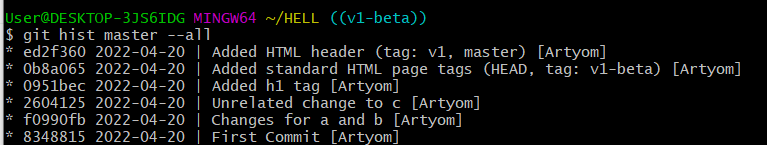 User@DESKTOP-3JS6IDG MINGW64 ~/HELL ((v1-beta))
$ git hist master --all
* ed2f360 2022-04-20 | Added HTML header (tag: v1, master) [Artyom]
* 0b8a065 2022-04-20 | Added standard HTML page tags (HEAD, tag: v1-beta) [Artyom]
* 0951bec 2022-04-20 | Added h1 tag [Artyom]
* 2604125 2022-04-20 | Unrelated change to c [Artyom]
* f0990fb 2022-04-20 | Changes for a and b [Artyom]
* 8348815 2022-04-20 | First Commit [Artyom]